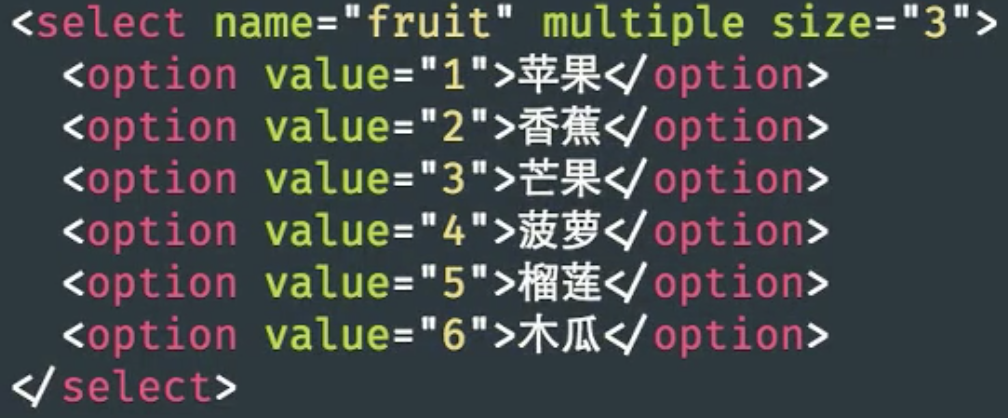 <select name="fruit" multiple size="3">
  <option value="1">苹果</option>
  <option value="2">香蕉</option>
  <option value="3">芒果</option>
  <option value="4">菠萝</option>
  <option value="5">榴莲</option>
  <option value="6">木瓜</option>
</select>